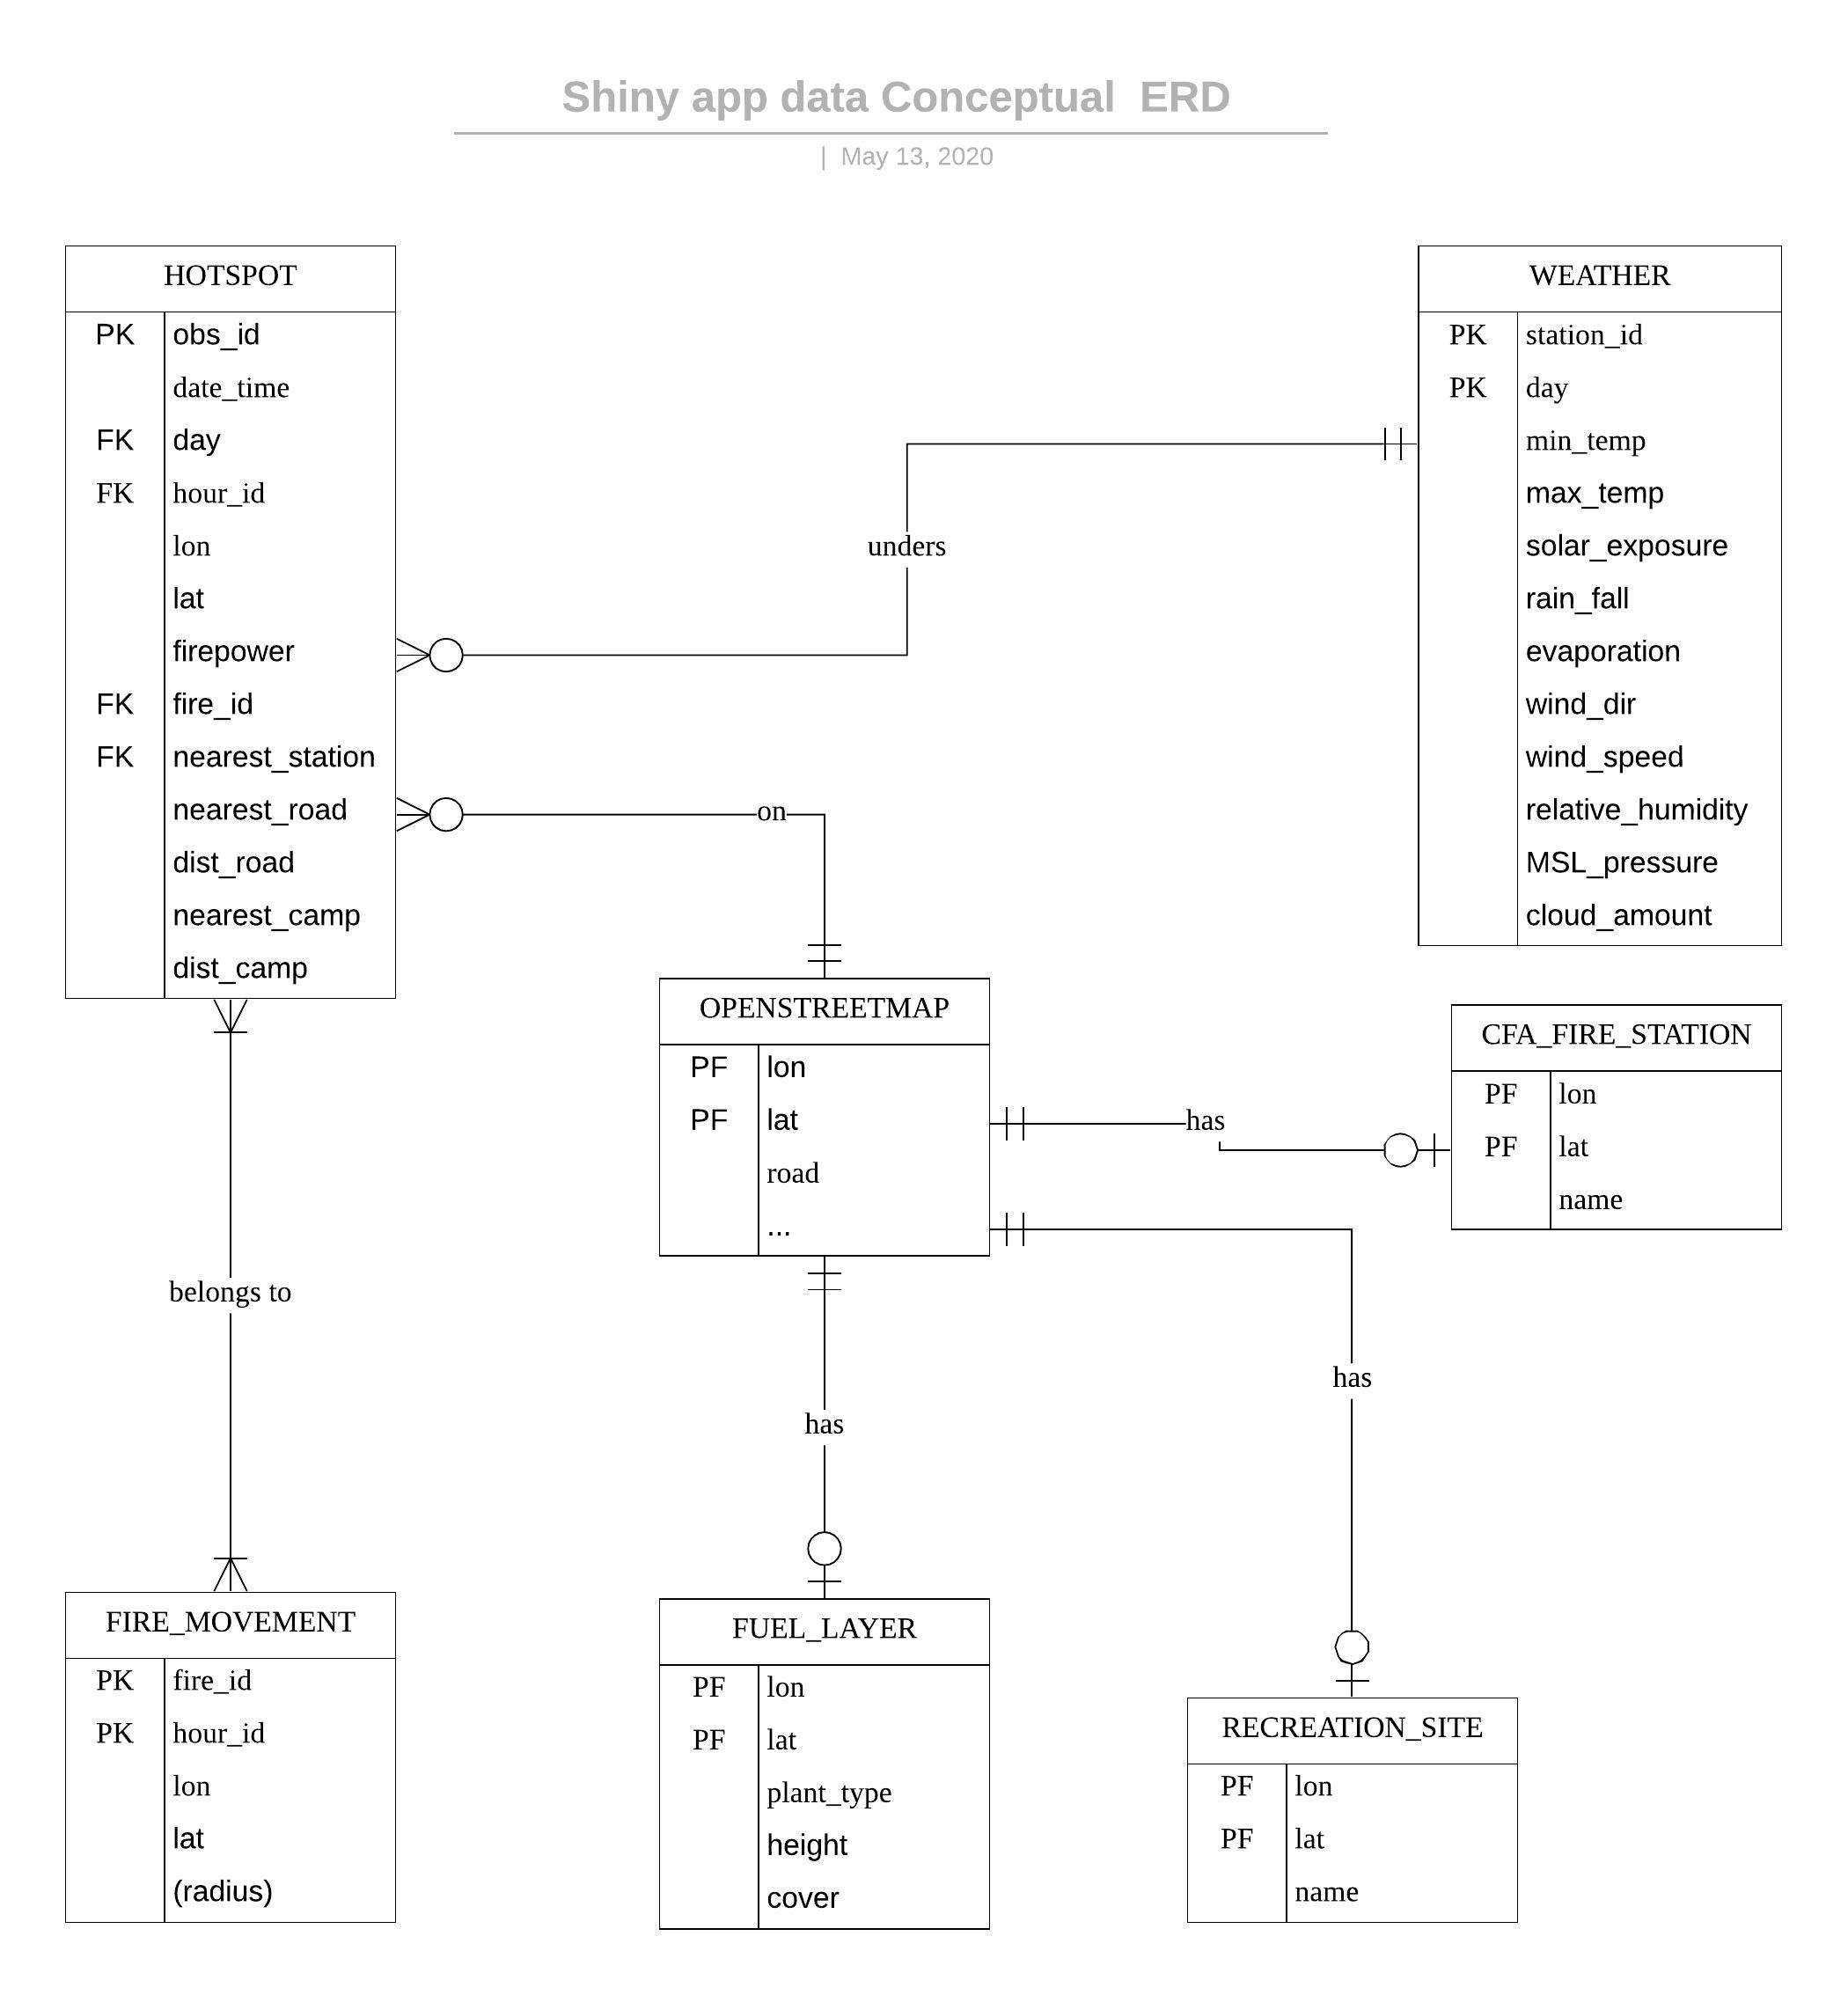 Shiny app data Conceptual  ERD
|  May 13, 2020
HOTSPOT
PK obs_id
date_time
FK day
FK hour_id
lon
lat
firepower
FK fire_id
FK nearest_station
nearest_road
dist_road
nearest_camp
dist_camp
WEATHER
PK station_id
PK day
min_temp
max_temp
solar_exposure
rain_fall
evaporation
wind_dir
wind_speed
relative_humidity
MSL_pressure
cloud_amount
unders
on
OPENSTREETMAP
PF lon
PF lat
road
...
has
CFA_FIRE_STATION
PF lon
PF lat
name
belongs to
has
has
FIRE_MOVEMENT
PK fire_id
PK hour_id
lon
lat
(radius)
FUEL_LAYER
PF lon
PF lat
plant_type
height
cover
RECREATION_SITE
PF lon
PF lat
name